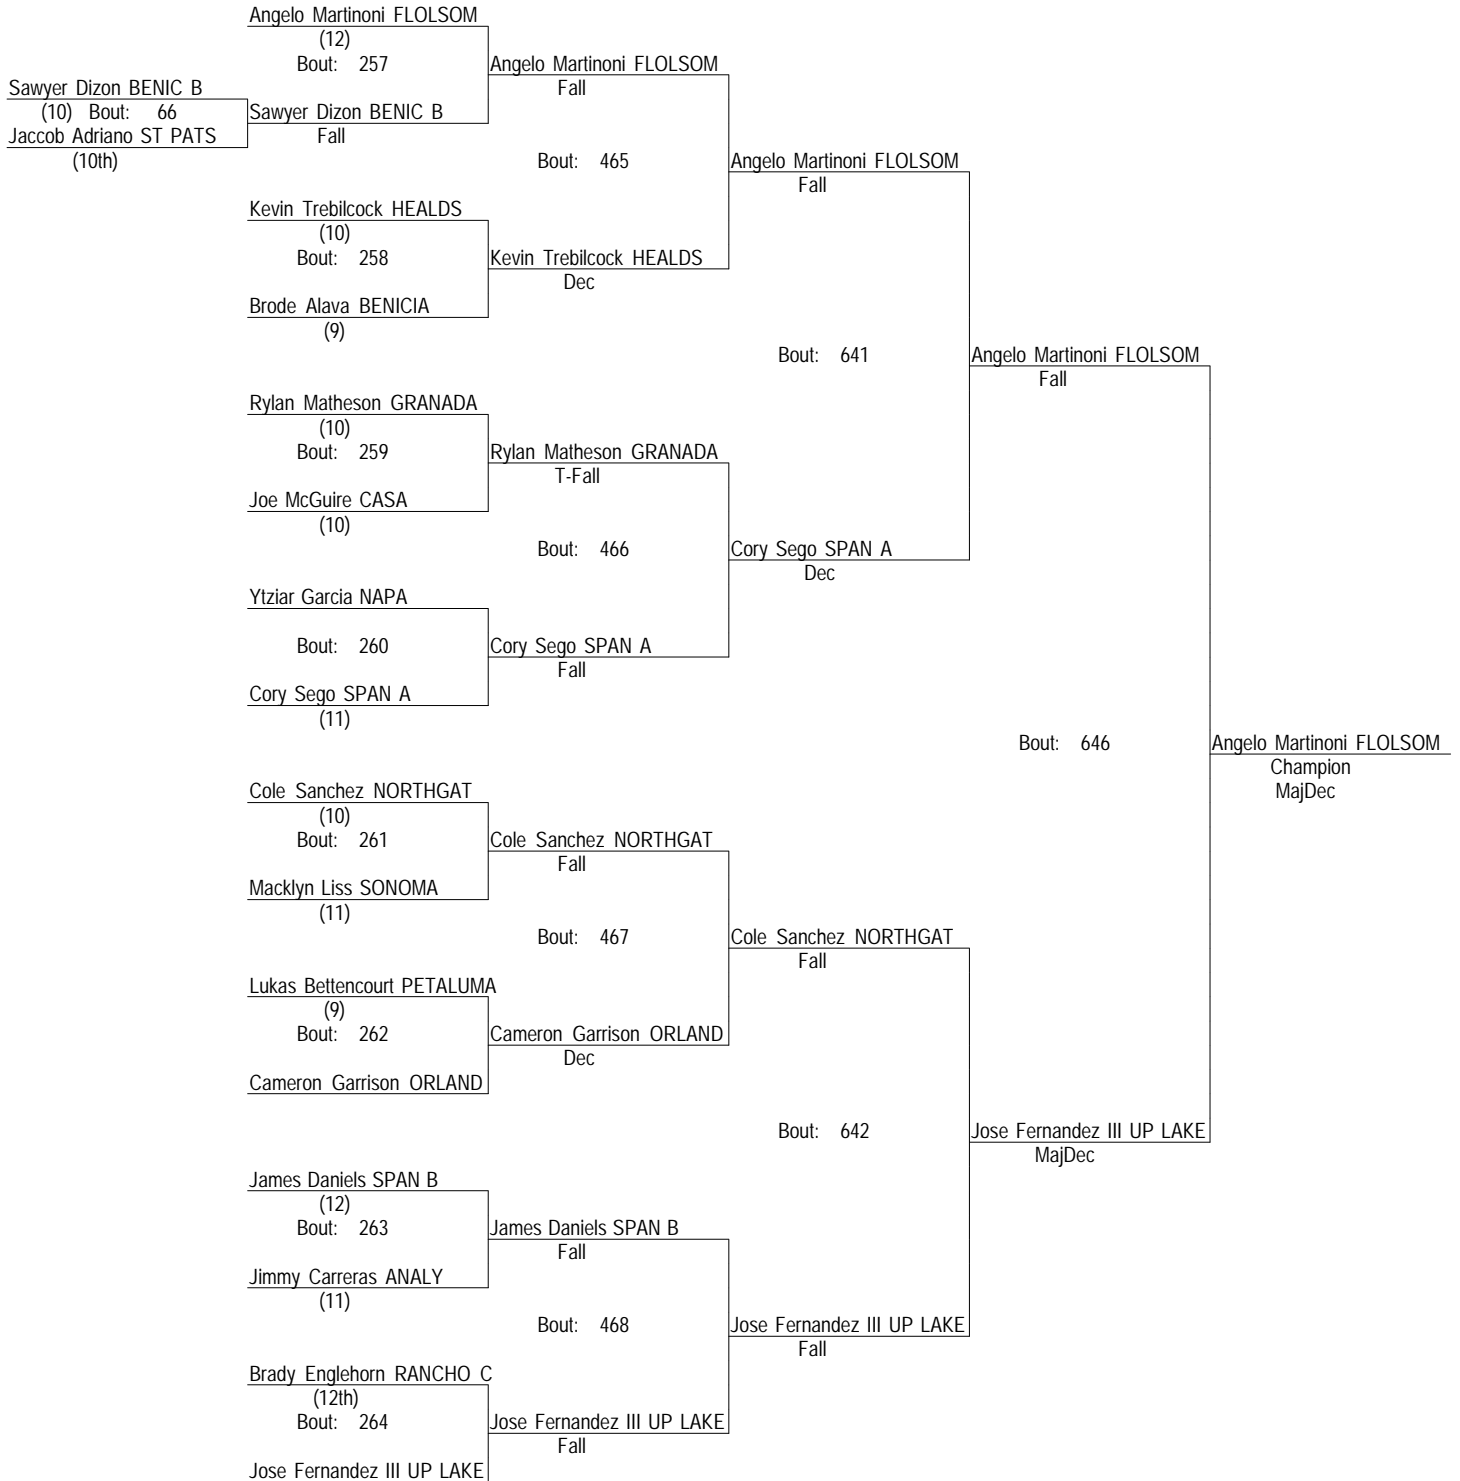 Angelo Martinoni FLOLSOM
(12)
Bout: 257
Angelo Martinoni FLOLSOM
Fall
Sawyer Dizon BENIC B
(10) Bout: 66
Sawyer Dizon BENIC B
Fall
Jaccob Adriano ST PATS
(10th)
Bout: 465
Angelo Martinoni FLOLSOM
Fall
Kevin Trebilcock HEALDS
(10)
Bout: 258
Kevin Trebilcock HEALDS
Dec
Brode Alava BENICIA
(9)
Bout: 641
Angelo Martinoni FLOLSOM
Fall
Rylan Matheson GRANADA
(10)
Bout: 259
Rylan Matheson GRANADA
T-Fall
Joe McGuire CASA
(10)
Bout: 466
Cory Sego SPAN A
Dec
Ytziar Garcia NAPA
Bout: 260
Cory Sego SPAN A
Fall
Cory Sego SPAN A
(11)
Bout: 646
Angelo Martinoni FLOLSOM
Champion
MajDec
Cole Sanchez NORTHGAT
(10)
Bout: 261
Cole Sanchez NORTHGAT
Fall
Macklyn Liss SONOMA
(11)
Bout: 467
Cole Sanchez NORTHGAT
Fall
Lukas Bettencourt PETALUMA
(9)
Bout: 262
Cameron Garrison ORLAND
Dec
Cameron Garrison ORLAND
Bout: 642
Jose Fernandez III UP LAKE
MajDec
James Daniels SPAN B
(12)
Bout: 263
James Daniels SPAN B
Fall
Jimmy Carreras ANALY
(11)
Bout: 468
Jose Fernandez III UP LAKE
Fall
Brady Englehorn RANCHO C
(12th)
Bout: 264
Jose Fernandez III UP LAKE
Fall
Jose Fernandez III UP LAKE